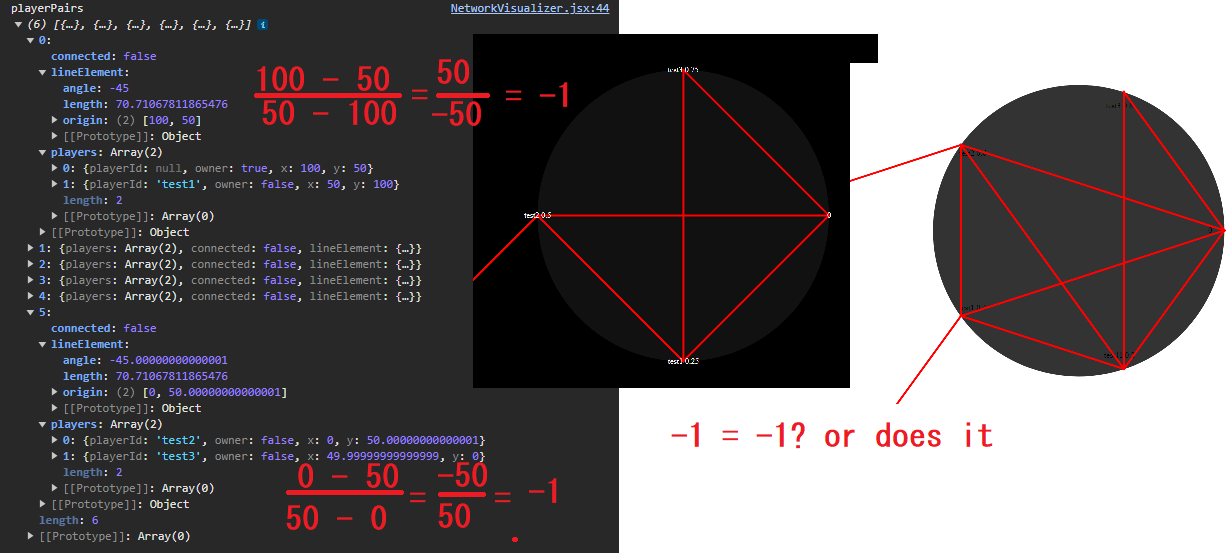 playerPairs NetworkVisualizer.jsx:44
▼ (6) [{…}, {…}, {…}, {…}, {…}, {…}] i
▼ 0:
connected: false
▼ lineElement:
angle: -45
length: 70.71067811865476
▶ origin: (2) [100, 50]
▶ [[Prototype]]: Object
▼ players: Array(2)
▶ 0: {playerId: null, owner: true, x: 100, y: 50}
▶ 1: {playerId: 'test1', owner: false, x: 50, y: 100}
length: 2
▶ [[Prototype]]: Array(0)
▶ [[Prototype]]: Object
▶ 1: {players: Array(2), connected: false, lineElement: {…}}
▶ 2: {players: Array(2), connected: false, lineElement: {…}}
▶ 3: {players: Array(2), connected: false, lineElement: {…}}
▶ 4: {players: Array(2), connected: false, lineElement: {…}}
▼ 5:
connected: false
▼ lineElement:
angle: -45.00000000000001
length: 70.71067811865476
▶ origin: (2) [0, 50.00000000000001]
▶ [[Prototype]]: Object
▼ players: Array(2)
▶ 0: {playerId: 'test2', owner: false, x: 0, y: 50.00000000000001}
▶ 1: {playerId: 'test3', owner: false, x: 49.99999999999999, y: 0}
length: 2
▶ [[Prototype]]: Array(0)
▶ [[Prototype]]: Object
length: 6
▶ [[Prototype]]: Array(0)
100 - 50 50
= = -1
50 - 100 -50
0 - 50 -50
= = -1
50 - 0 50
test3 0.25
test2 0.5
0
test1 0.25
-1 = -1? or does it